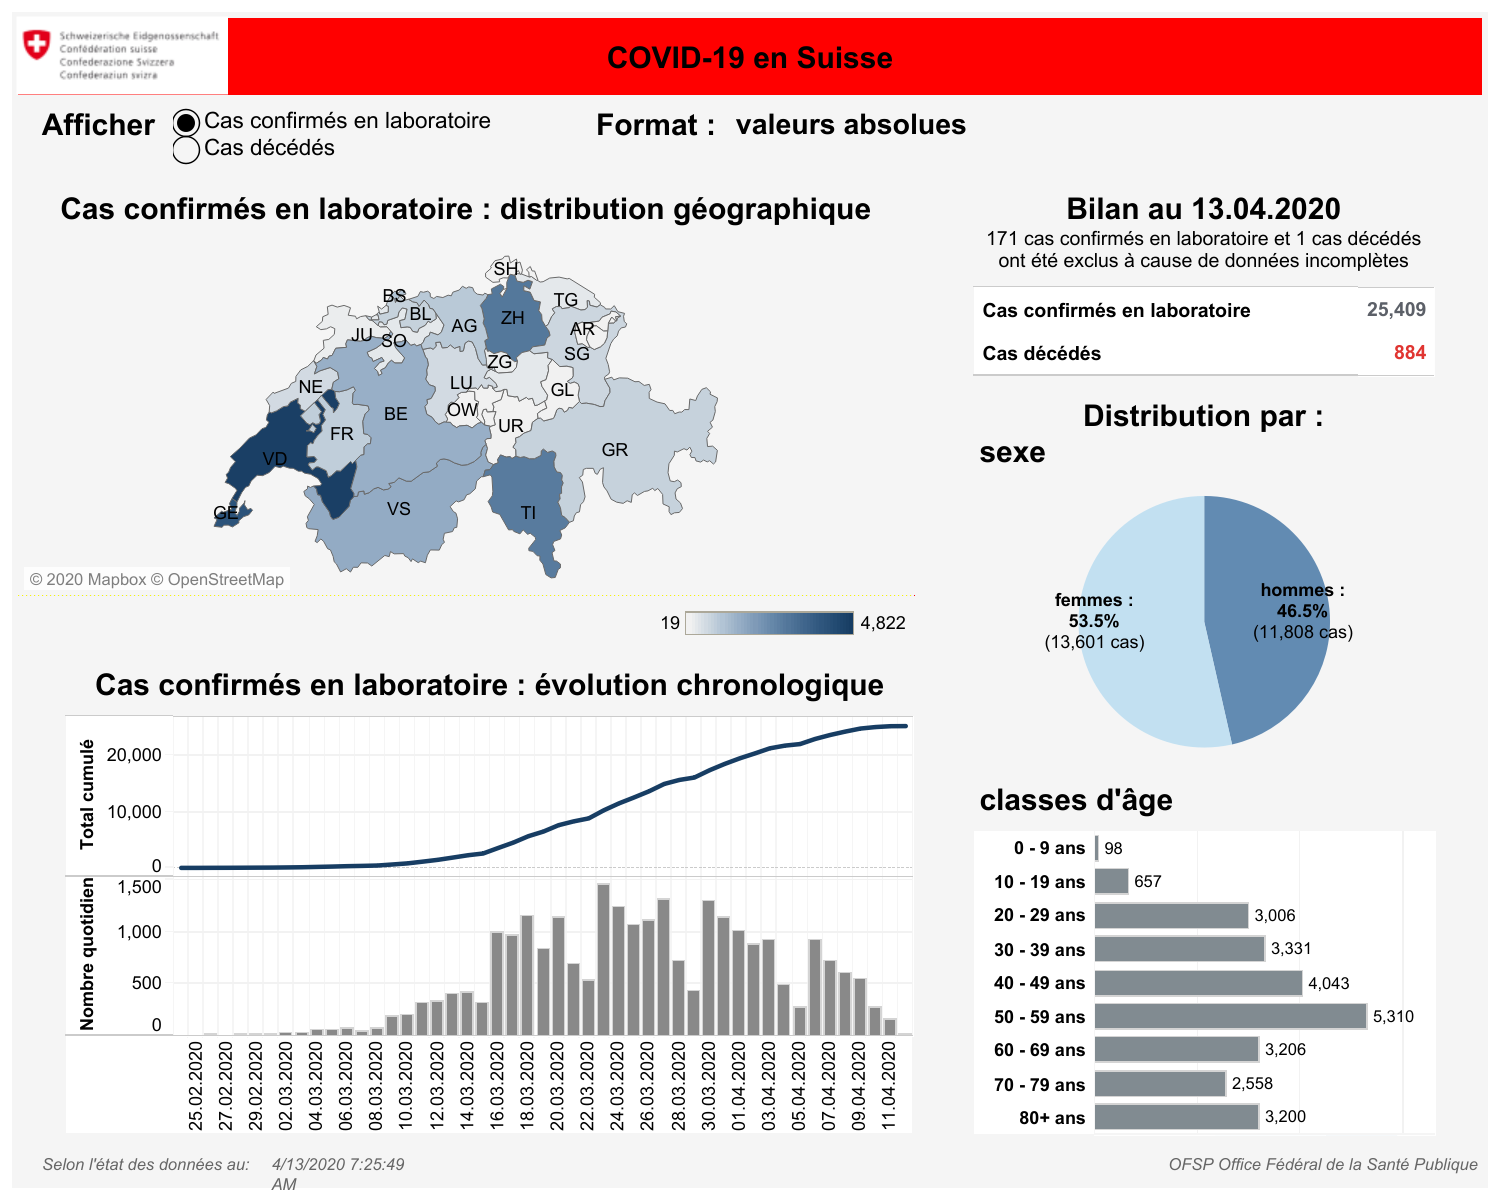 Schweizerische Eidgenossenschaft
Confédération suisse
Confederazione Svizzera
Confederaziun svizra
COVID-19 en Suisse
Afficher
Cas confirmés en laboratoire
Cas décédés
Format : valeurs absolues
Cas confirmés en laboratoire : distribution géographique
SH
BS
BL
AG
ZH
TG
AR
JU
SO
ZG
SG
NE
LU
GL
BE
OW
UR
FR
GR
VD
VS
TI
GE
© 2020 Mapbox © OpenStreetMap
19
4,822
Bilan au 13.04.2020
171 cas confirmés en laboratoire et 1 cas décédés
ont été exclus à cause de données incomplètes
Cas confirmés en laboratoire 25,409
Cas décédés 884
Distribution par :
sexe
femmes :
53.5%
(13,601 cas)
hommes :
46.5%
(11,808 cas)
Cas confirmés en laboratoire : évolution chronologique
Total cumulé
20,000
10,000
0
Nombre quotidien
1,500
1,000
500
0
25.02.2020
27.02.2020
29.02.2020
02.03.2020
04.03.2020
06.03.2020
08.03.2020
10.03.2020
12.03.2020
14.03.2020
16.03.2020
18.03.2020
20.03.2020
22.03.2020
24.03.2020
26.03.2020
28.03.2020
30.03.2020
01.04.2020
03.04.2020
05.04.2020
07.04.2020
09.04.2020
11.04.2020
classes d'âge
0 - 9 ans 98
10 - 19 ans 657
20 - 29 ans 3,006
30 - 39 ans 3,331
40 - 49 ans 4,043
50 - 59 ans 5,310
60 - 69 ans 3,206
70 - 79 ans 2,558
80+ ans 3,200
Selon l'état des données au: 4/13/2020 7:25:49
AM
OFSP Office Fédéral de la Santé Publique